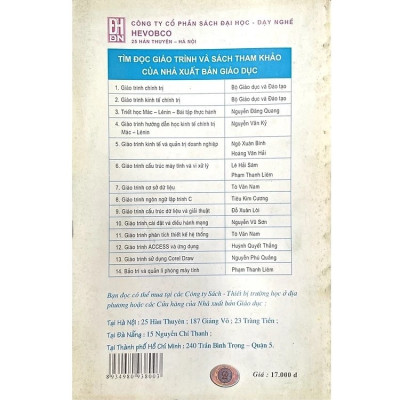 CÔNG TY CỔ PHẦN SÁCH ĐẠI HỌC - DẠY NGHỀ
HEVOBCO
25 HÀN THUYÊN – HÀ NỘI
TÌM ĐỌC GIÁO TRÌNH VÀ SÁCH THAM KHẢO
CỦA NHÀ XUẤT BẢN GIÁO DỤC
1. Giáo trình chính trị Bộ Giáo dục và Đào tạo
2. Giáo trình kinh tế chính trị Bộ Giáo dục và Đào tạo
3. Triết học Mác – Lênin - Bài tập thực hành Nguyễn Đăng Quang
4. Giáo trình hướng dẫn học kinh tế chính trị Nguyễn Văn Ký
Mác – Lênin
5. Giáo trình kinh tế và quản trị doanh nghiệp Ngô Xuân Bình
Hoàng Văn Hải
6. Giáo trình cấu trúc máy tính và vi xử lý Lê Hải Sâm
Phạm Thanh Liêm
7. Giáo trình cơ sở dữ liệu Tô Văn Nam
8. Giáo trình ngôn ngữ lập trình C Tiêu Kim Cương
9. Giáo trình cấu trúc dữ liệu và giải thuật Đỗ Xuân Lôi
10. Giáo trình cài đặt và điều hành mạng Nguyễn Vũ Sơn
11. Giáo trình phân tích thiết kế hệ thống Tô Văn Nam
12. Giáo trình ACCESS và ứng dụng Huỳnh Quyết Thắng
13. Giáo trình sử dụng Corel Draw Nguyễn Phú Quảng
14. Bảo trì và quản lí phòng máy tính Phạm Thanh Liêm
Bạn đọc có thể mua tại các Công ty Sách - Thiết bị trường học ở địa
phương hoặc các Cửa hàng của Nhà xuất bản Giáo dục :
Tại Hà Nội : 25 Hàn Thuyên ; 187 Giảng Võ ; 23 Tràng Tiền ;
Tại Đà Nẵng : 15 Nguyễn Chí Thanh ;
Tại Thành phố Hồ Chí Minh : 240 Trần Bình Trọng – Quận 5.
8934980938003
Giá : 17.000 đ